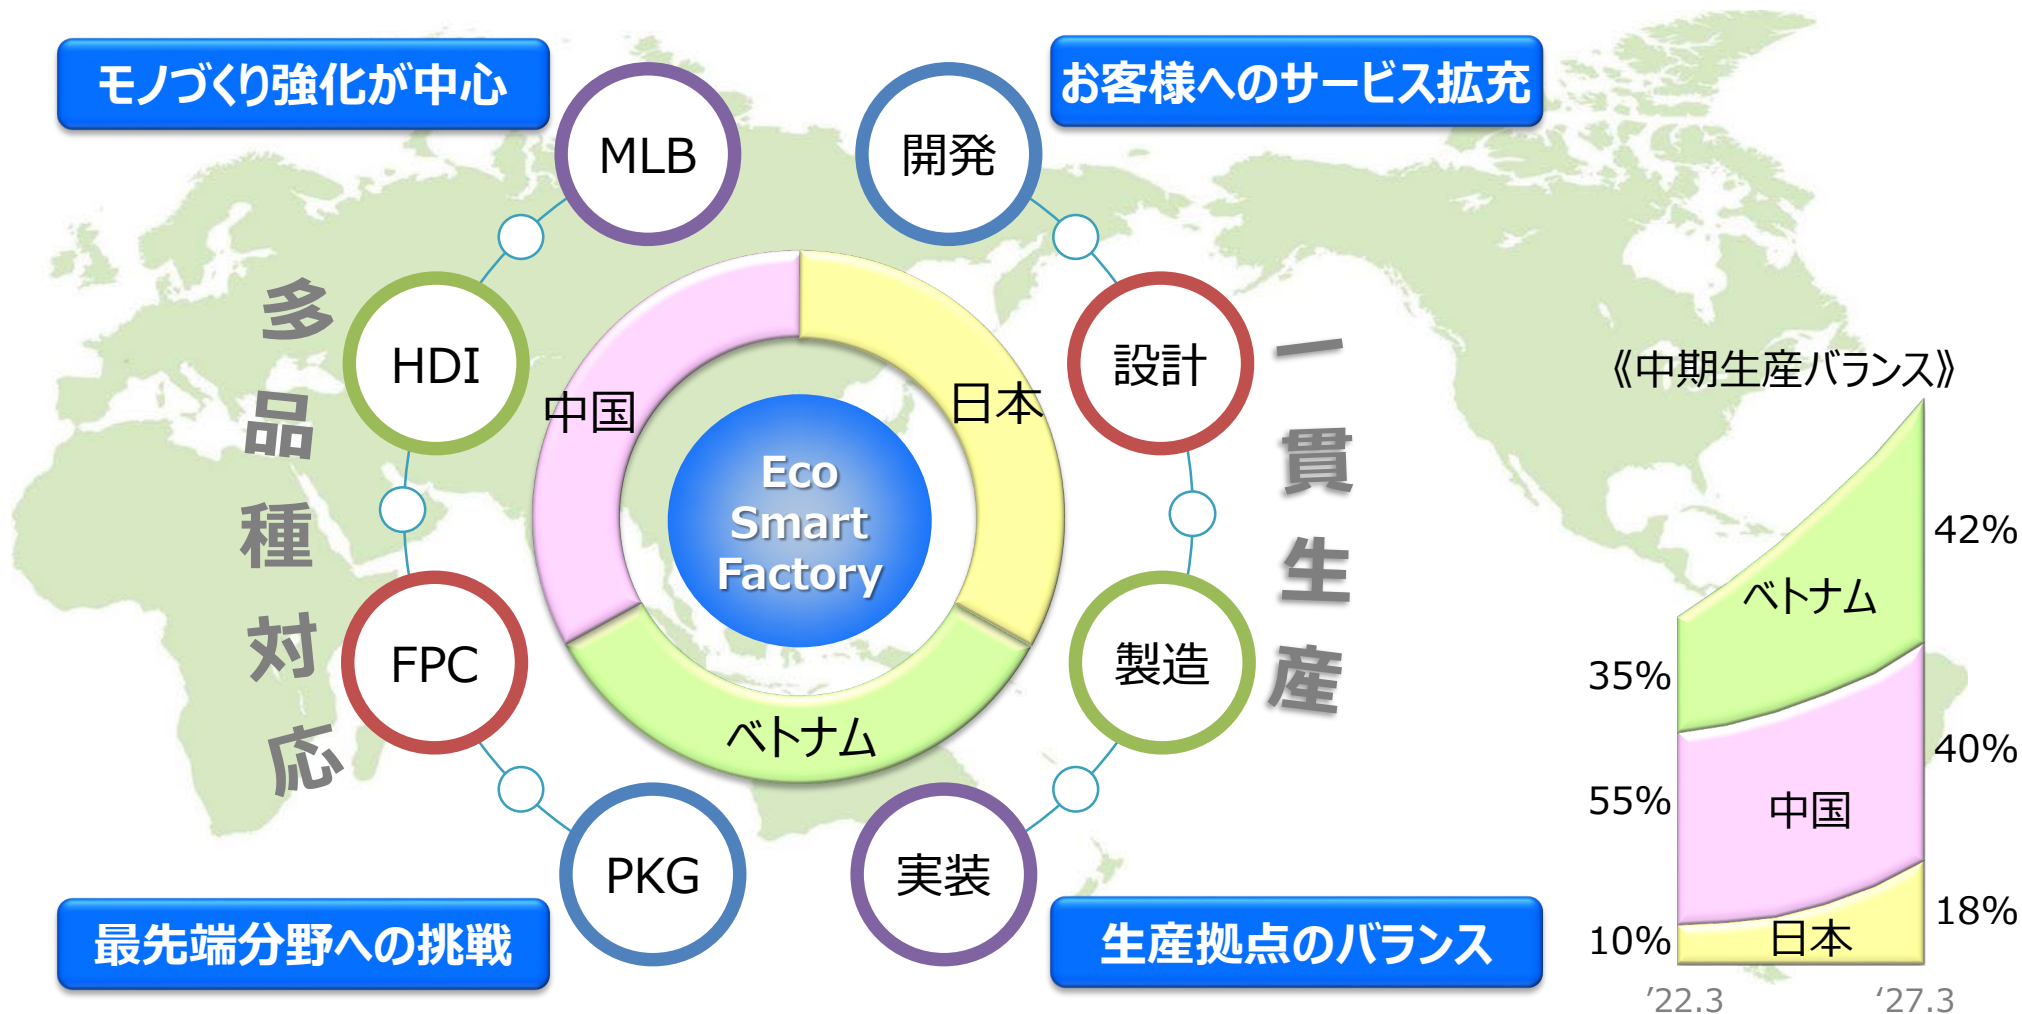 モノづくり強化が中心
お客様へのサービス拡充
MLB
開発
HDI
設計
FPC
製造
PKG
実装
多品種対応
一貫生産
中国
日本
ベトナム
Eco
Smart
Factory
最先端分野への挑戦
生産拠点のバランス
《中期生産バランス》
42%
ベトナム
35%
40%
55%
中国
18%
10%
日本
'22.3
‘27.3